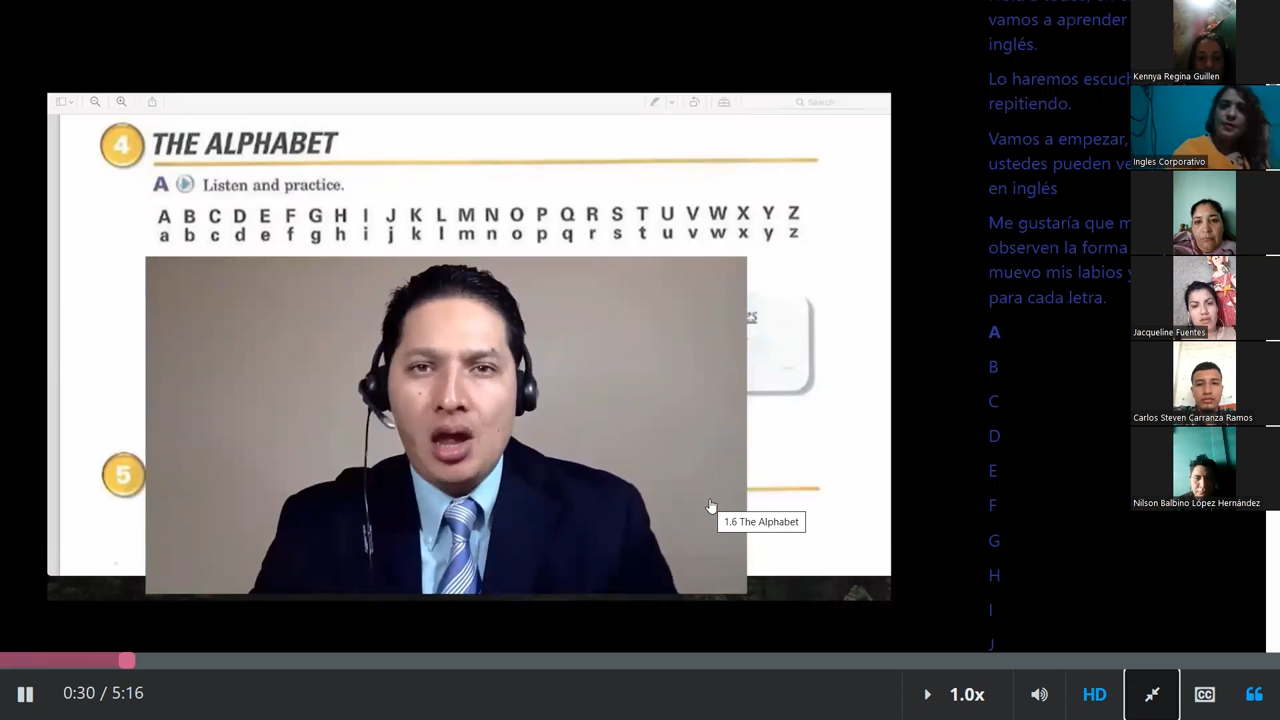 4 THE ALPHABET
A Listen and practice.
A B C D E F G H I J K L M N O P Q R S T U V W X Y Z
a b c d e f g h i j k l m n o p q r s t u v w x y z
5
Search
1.6 The Alphabet
vamos a aprender
inglés.
Lo haremos
repitiendo.
Vamos a empezar,
ustedes pueden
en inglés
Me gustaría que
observen la forma
muevo mis labios
para cada letra.
A
B
C
D
E
F
G
H
I
J
Kennya Regina Guillen
Ingles Corporativo
Jacqueline Fuentes
Carlos Steven Carranza Ramos
Nilson Balbino López Hernández
0:30 / 5:16
1.0x
HD
CC